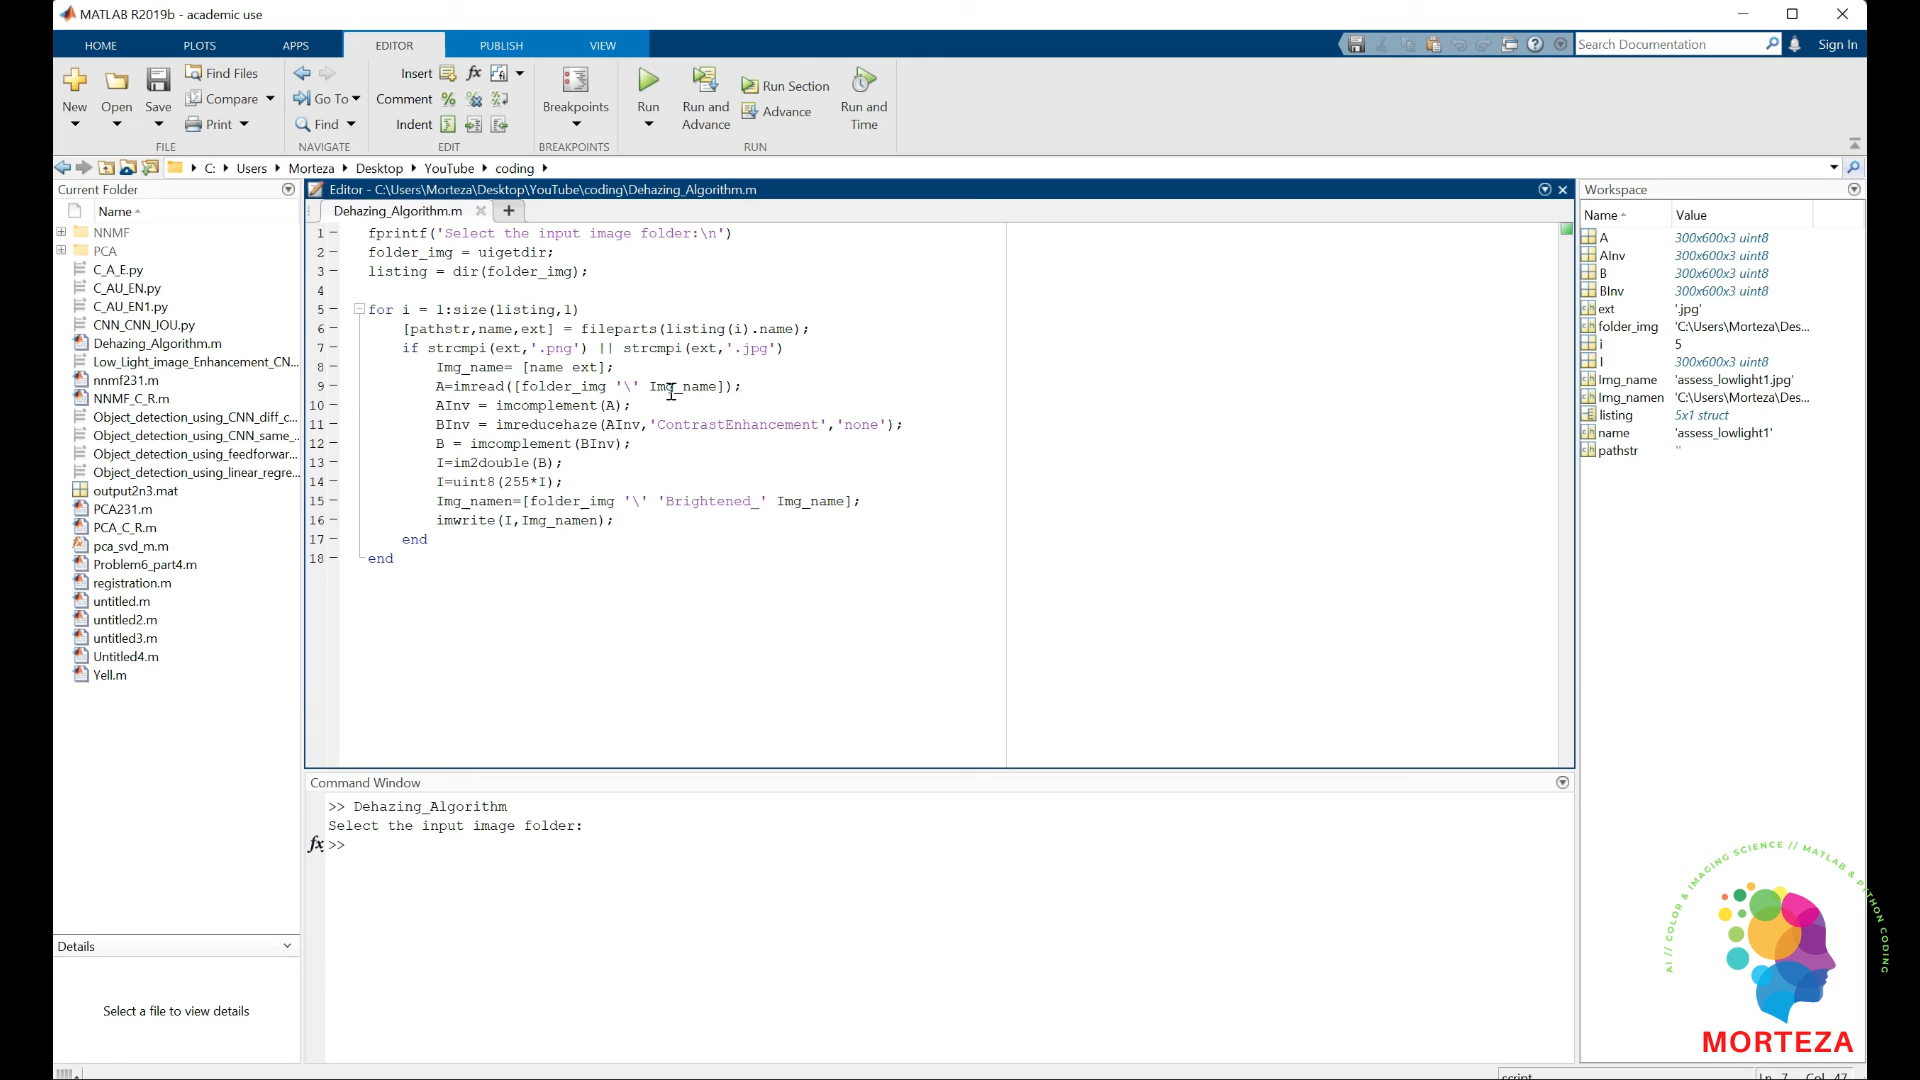 MATLAB R2019b - academic use
HOME PLOTS APPS EDITOR PUBLISH VIEW
Search Documentation Sign In
New Open Save Find Files Compare Print
Go To Find
Insert fx
Comment
Indent
Breakpoints Run Run and Advance Run Section Advance Run and Time
FILE NAVIGATE EDIT BREAKPOINTS RUN
C: Users Morteza Desktop YouTube coding
Current Folder
Name
NNMF
PCA
C_A_E.py
C_AU_EN.py
C_AU_EN1.py
CNN_CNN_IOU.py
Dehazing_Algorithm.m
Low_Light_image_Enhancement_CN...
nnmf231.m
NNMF_C_R.m
Object_detection_using_CNN_diff_c...
Object_detection_using_CNN_same_...
Object_detection_using_feedforwar...
Object_detection_using_linear_regre...
output2n3.mat
PCA231.m
PCA_C_R.m
pca_svd_m.m
Problem6_part4.m
registration.m
untitled.m
untitled2.m
untitled3.m
Untitled4.m
Yell.m
Details
Select a file to view details
Editor - C:\Users\Morteza\Desktop\YouTube\coding\Dehazing_Algorithm.m
Dehazing_Algorithm.m
1 fprintf('Select the input image folder:\n')
2 folder_img = uigetdir;
3 listing = dir(folder_img);
4
5 for i = 1:size(listing,1)
6 [pathstr,name,ext] = fileparts(listing(i).name);
7 if strcmpi(ext,'.png') || strcmpi(ext,'.jpg')
8 Img_name= [name ext];
9 A=imread([folder_img '\' Img_name]);
10 AInv = imcomplement(A);
11 BInv = imreducehaze(AInv,'ContrastEnhancement','none');
12 B = imcomplement(BInv);
13 I=im2double(B);
14 I=uint8(255*I);
15 Img_namen=[folder_img '\' 'Brightened_' Img_name];
16 imwrite(I,Img_namen);
17 end
18 end
Command Window
>> Dehazing_Algorithm
Select the input image folder:
fx >>
Workspace
Name Value
A 300x600x3 uint8
AInv 300x600x3 uint8
B 300x600x3 uint8
BInv 300x600x3 uint8
ext '.jpg'
folder_img 'C:\Users\Morteza\Des...
i 5
I 300x600x3 uint8
Img_name 'assess_lowlight1.jpg'
Img_namen 'C:\Users\Morteza\Des...
listing 5x1 struct
name 'assess_lowlight1'
pathstr ''
AI // COLOR & IMAGING SCIENCE // MATLAB & PYTHON CODING
MORTEZA
script Ln 7 Col 47